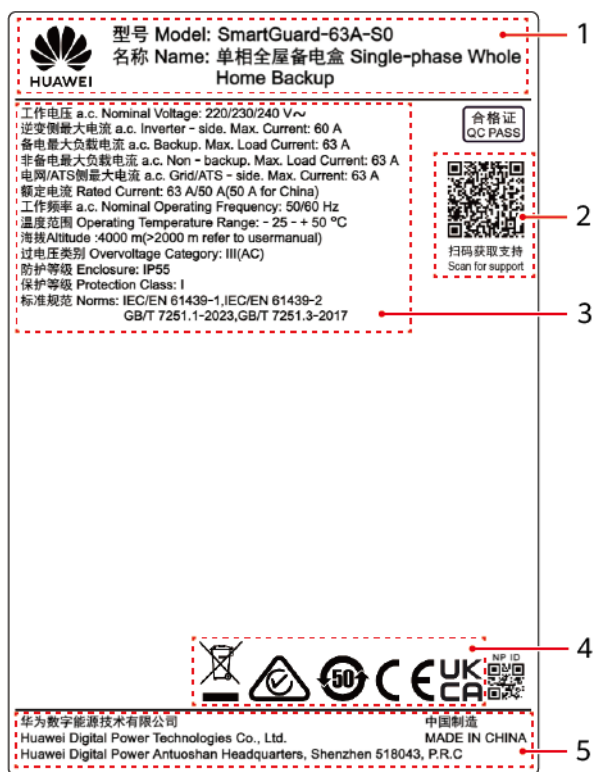 型号 Model: SmartGuard-63A-S0
名称 Name: 单相全屋备电盒 Single-phase Whole
Home Backup
HUAWEI
1
工作电压 a.c. Nominal Voltage: 220/230/240 V～
逆变侧最大电流 a.c. Inverter - side. Max. Current: 60 A
备电最大负载电流 a.c. Backup. Max. Load Current: 63 A
非备电最大负载电流 a.c. Non - backup. Max. Load Current: 63 A
电网/ATS侧最大电流 a.c. Grid/ATS - side. Max. Current: 63 A
额定电流 Rated Current: 63 A/50 A(50 A for China)
工作频率 a.c. Nominal Operating Frequency: 50/60 Hz
温度范围 Operating Temperature Range: - 25 - + 50 ℃
海拔Altitude :4000 m(>2000 m refer to usermanual)
过电压类别 Overvoltage Category: III(AC)
防护等级 Enclosure: IP55
保护等级 Protection Class: I
标准规范 Norms: IEC/EN 61439-1,IEC/EN 61439-2
GB/T 7251.1-2023,GB/T 7251.3-2017
合格证
QC PASS
2
扫码获取支持
Scan for support
3
50
CE
UK
CA
NP ID
4
华为数字能源技术有限公司
中国制造
Huawei Digital Power Technologies Co., Ltd.
MADE IN CHINA
Huawei Digital Power Antuoshan Headquarters, Shenzhen 518043, P.R.C
5